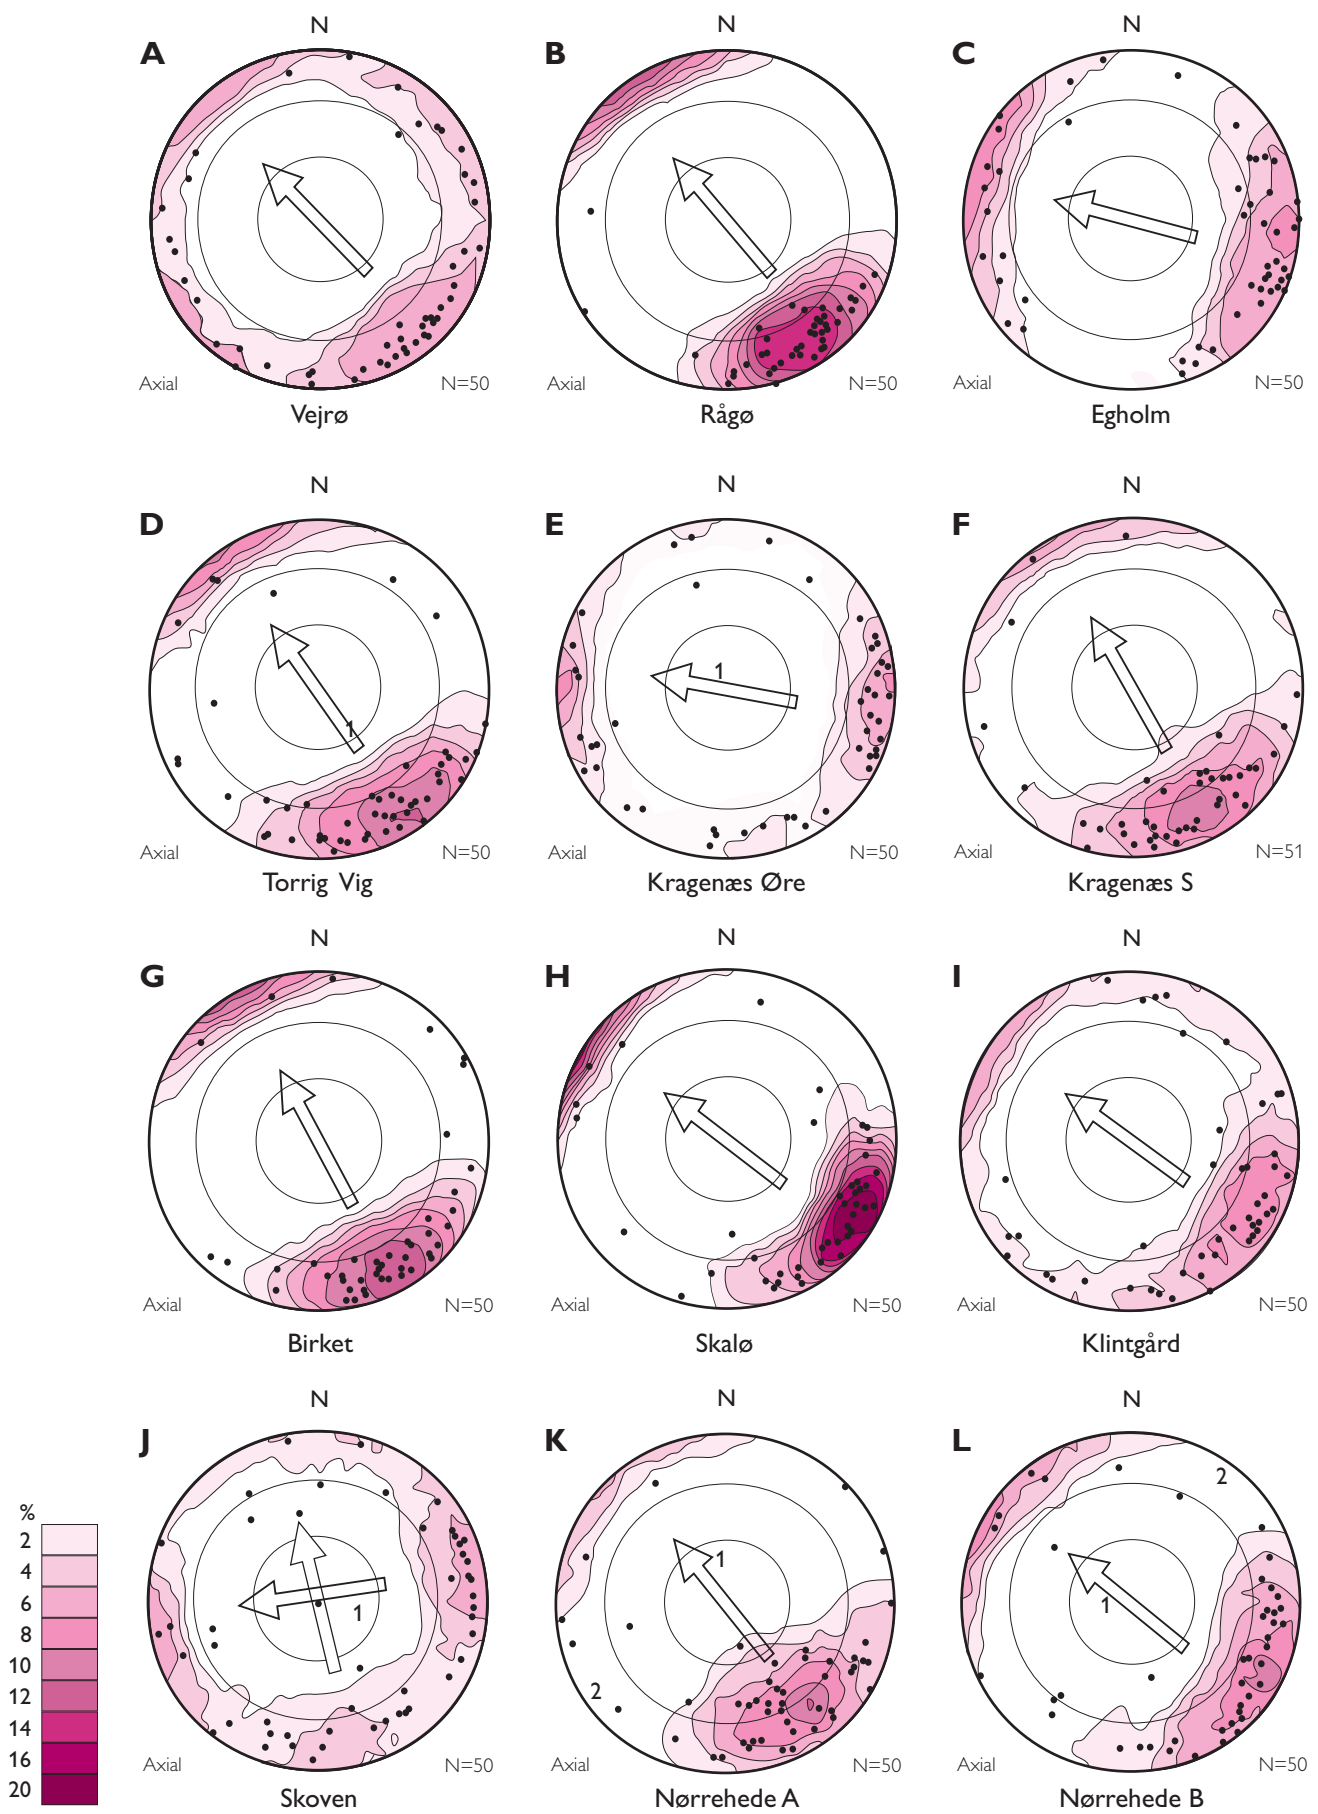 N N N
A B C
Axial N=50 Axial N=50 Axial N=50
Vejrø Rågø Egholm
N N N
D E F
1
1
Axial N=50 Axial N=50 Axial N=51
Torrig Vig Kragenæs Øre Kragenæs S
N N N
G H I
Axial N=50 Axial N=50 Axial N=50
Birket Skalø Klintgård
N N N
J K L
2
%
2
4
6
8
10
12
14
16
20
1 1 1
2
Axial N=50 Axial N=50 Axial N=50
Skoven Nørrehede A Nørrehede B